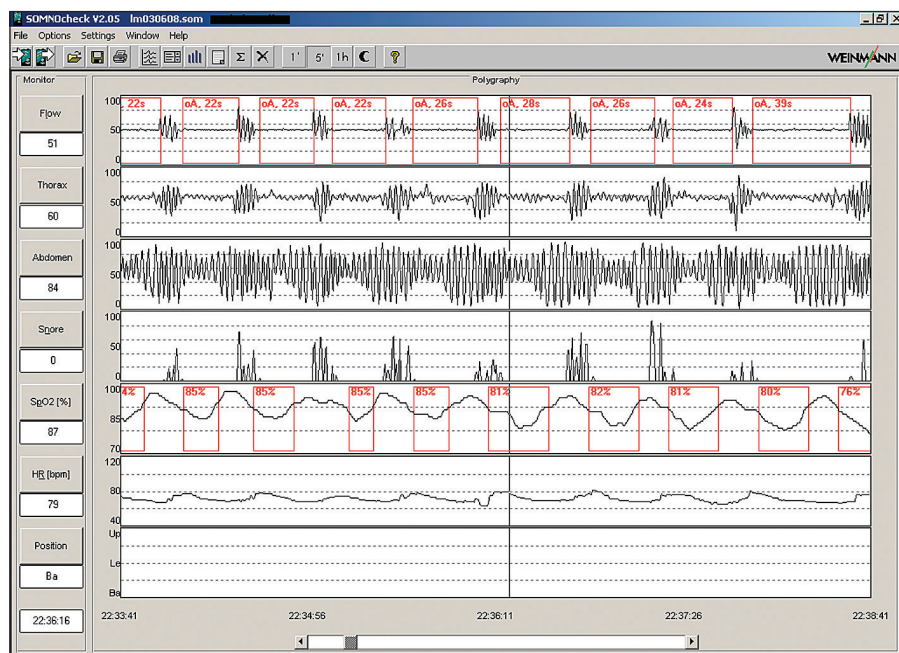 SOMNOcheck V2.05 lm030608.som
File Options Settings Window Help
1' 5' 1h Σ ?
WEINMANN
Monitor
Polygraphy
Flow
51
100
50
0
22s oA, 22s oA, 22s oA, 22s oA, 26s oA, 28s oA, 26s oA, 24s oA, 39s
Thorax
60
100
50
0
Abdomen
84
100
50
0
Snore
0
100
50
0
SpO2 [%]
87
100
85
70
4% 85% 85% 85% 85% 81% 82% 81% 80% 76%
HR [bpm]
79
120
80
40
Position
Ba
Up
Le
Ba
22:36:16
22:33:41 22:34:56 22:36:11 22:37:26 22:38:41